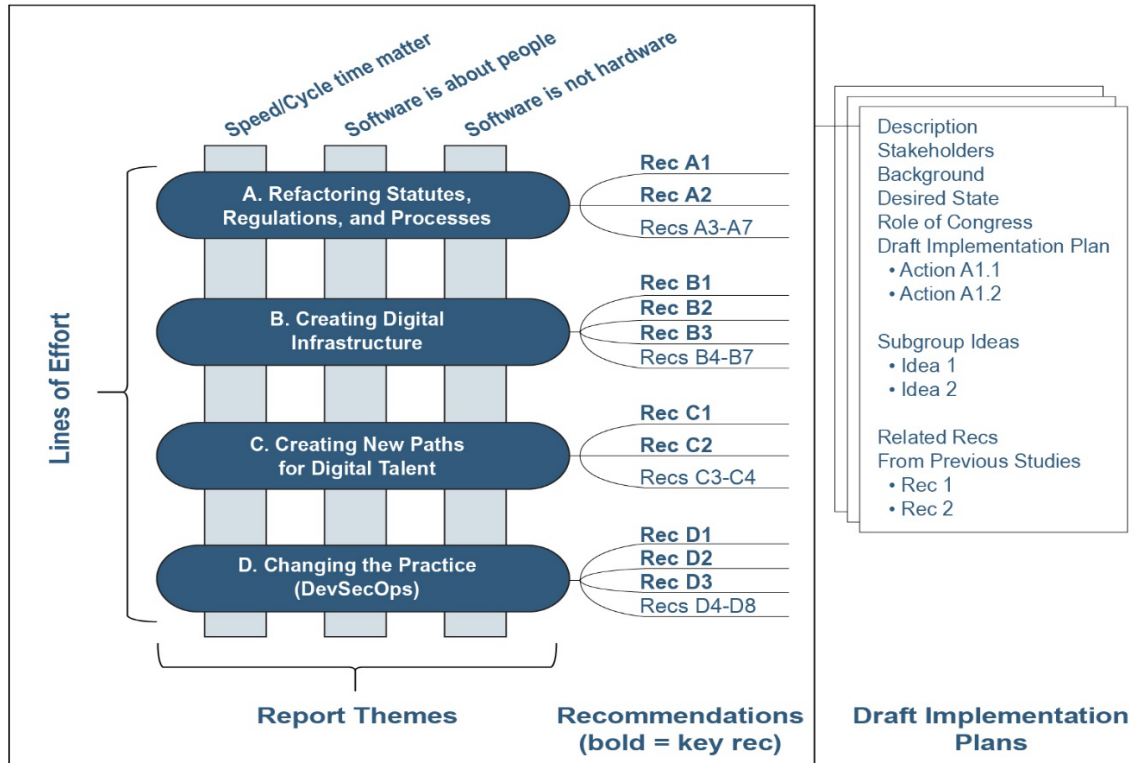 Speed/Cycle time matter
Software is about people
Software is not hardware
Lines of Effort
A. Refactoring Statutes,
Regulations, and Processes
Rec A1
Rec A2
Recs A3-A7
B. Creating Digital
Infrastructure
Rec B1
Rec B2
Rec B3
Recs B4-B7
C. Creating New Paths
for Digital Talent
Rec C1
Rec C2
Recs C3-C4
D. Changing the Practice
(DevSecOps)
Rec D1
Rec D2
Rec D3
Recs D4-D8
Report Themes
Recommendations
(bold = key rec)
Description
Stakeholders
Background
Desired State
Role of Congress
Draft Implementation Plan
• Action A1.1
• Action A1.2
Subgroup Ideas
• Idea 1
• Idea 2
Related Recs
From Previous Studies
• Rec 1
• Rec 2
Draft Implementation
Plans